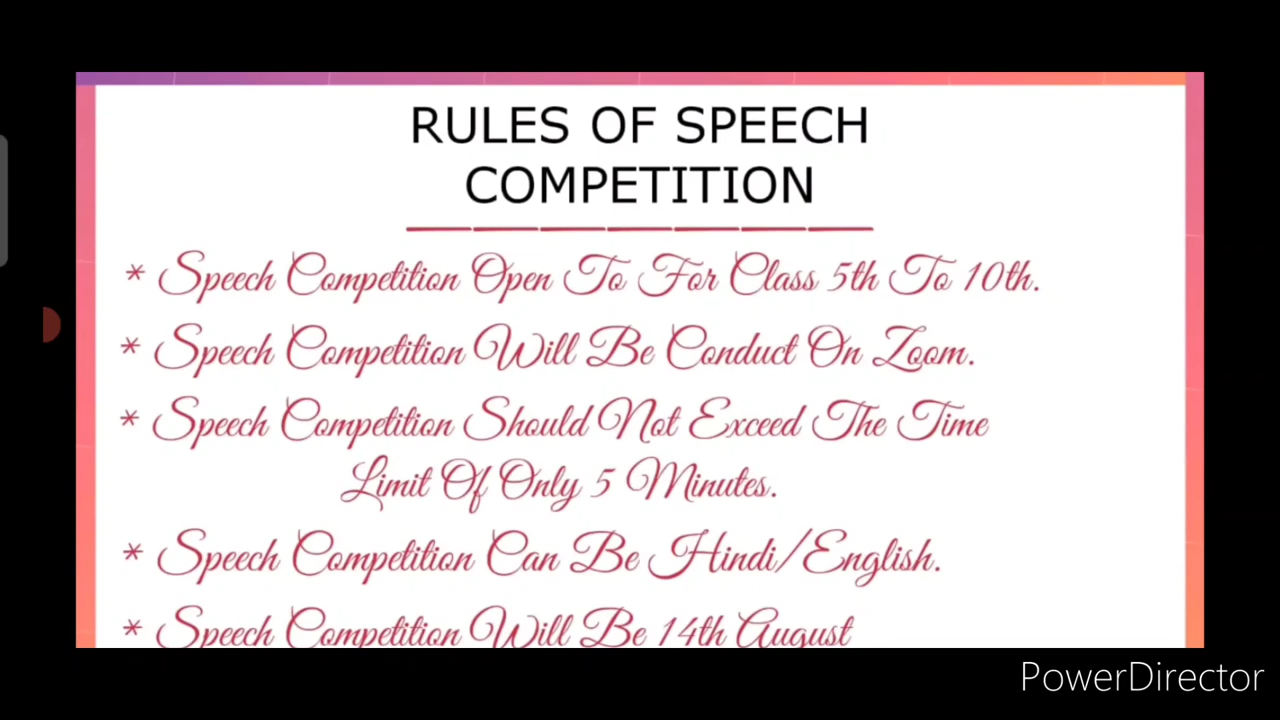 RULES OF SPEECH
COMPETITION
* Speech Competition Open To For Class 5th To 10th.
* Speech Competition Will Be Conduct On Zoom.
* Speech Competition Should Not Exceed The Time
Limit Of Only 5 Minutes.
* Speech Competition Can Be Hindi/English.
* Speech Competition Will Be 14th August
PowerDirector